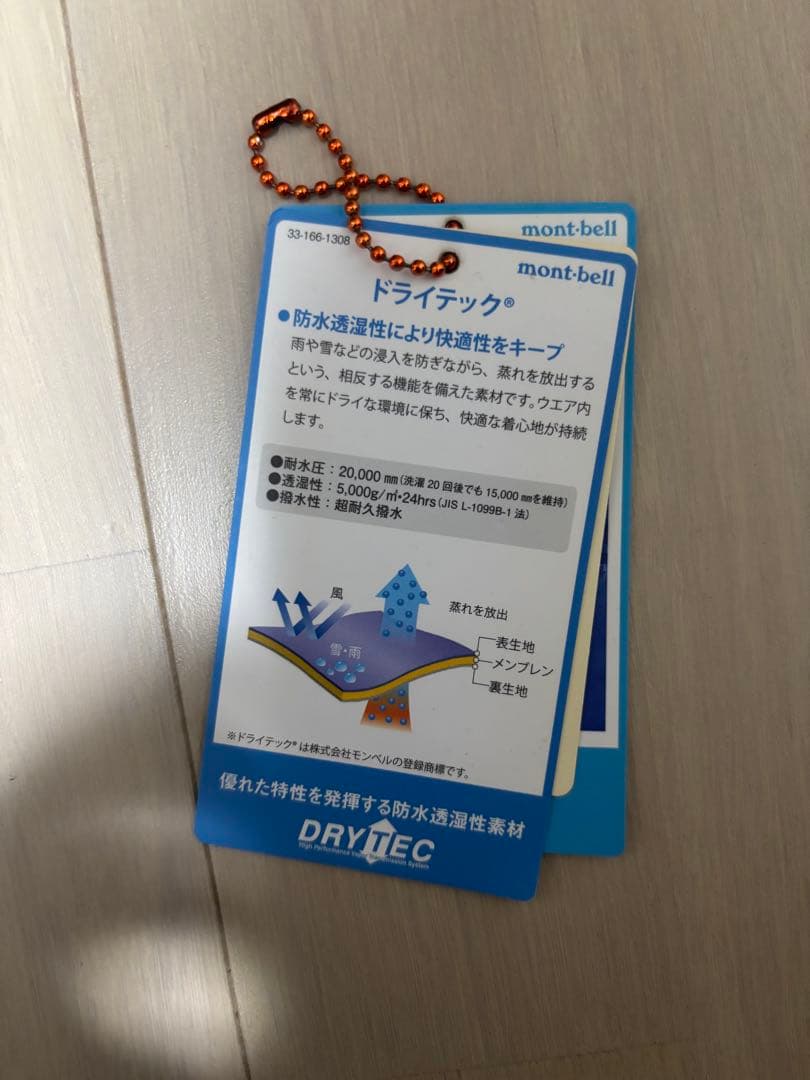 mont·bell
33-166-1308
mont·bell
ドライテック®
●防水透湿性により快適性をキープ
雨や雪などの浸入を防ぎながら、蒸れを放出する
という、相反する機能を備えた素材です。ウエア内
を常にドライな環境に保ち、快適な着心地が持続
します。
●耐水圧：20,000 mm(洗濯20回後でも15,000 mmを維持)
●透湿性：5,000g/㎡・24hrs(JIS L-1099B-1法)
●撥水性：超耐久撥水
風
蒸れを放出
雪・雨
表生地
メンブレン
裏生地
※ドライテック®は株式会社モンベルの登録商標です。
優れた特性を発揮する防水透湿性素材
DRYTEC
High Performance Vapor Transmission System